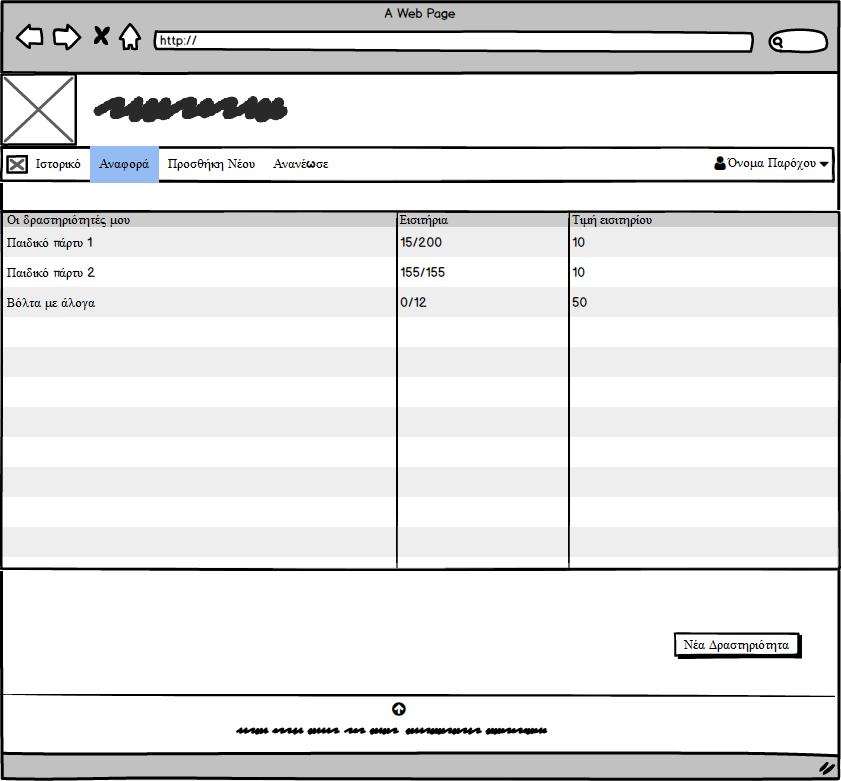 A Web Page
http://
Ιστορικό Αναφορά Προσθήκη Νέου Ανανέωσε Όνομα Παρόχου
Οι δραστηριότητές μου Εισιτήρια Τιμή εισιτηρίου
Παιδικό πάρτυ 1 15/200 10
Παιδικό πάρτυ 2 155/155 10
Βόλτα με άλογα 0/12 50
Νέα Δραστηριότητα